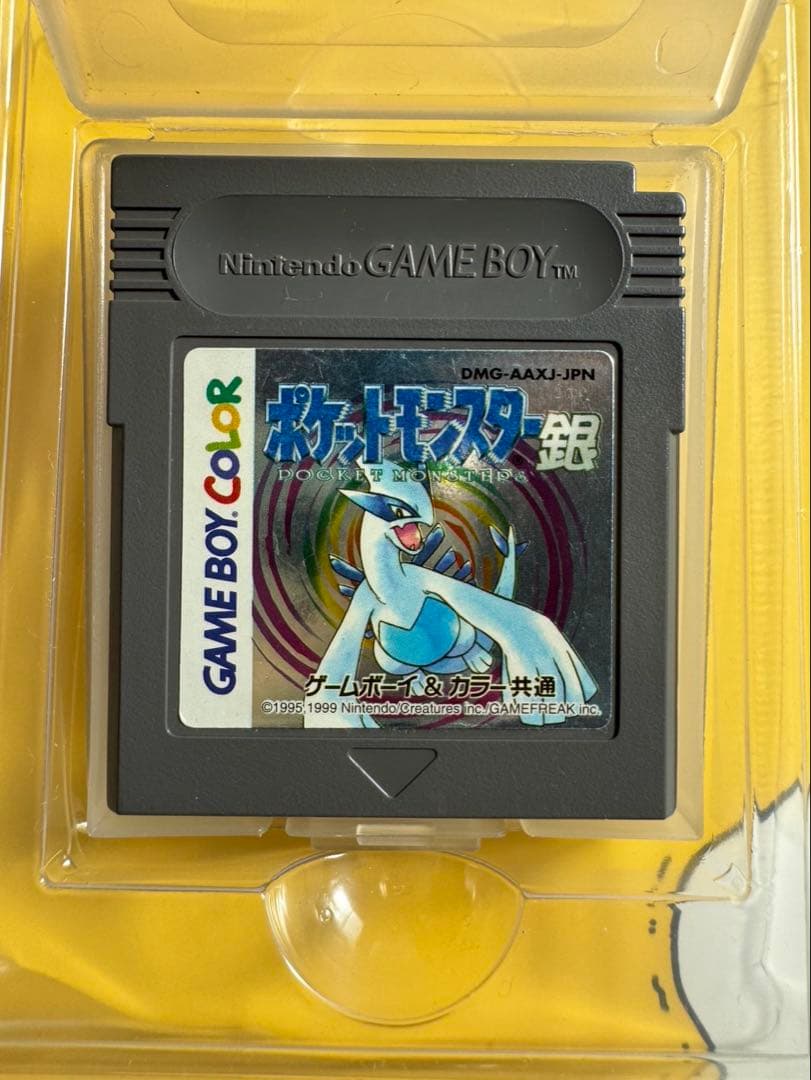 Nintendo GAME BOY TM
DMG-AAXJ-JPN
ポケットモンスター銀
POCKET MONSTERS
GAME BOY COLOR
ゲームボーイ & カラー共通
©1995,1999 Nintendo/Creatures inc./GAMEFREAK inc.